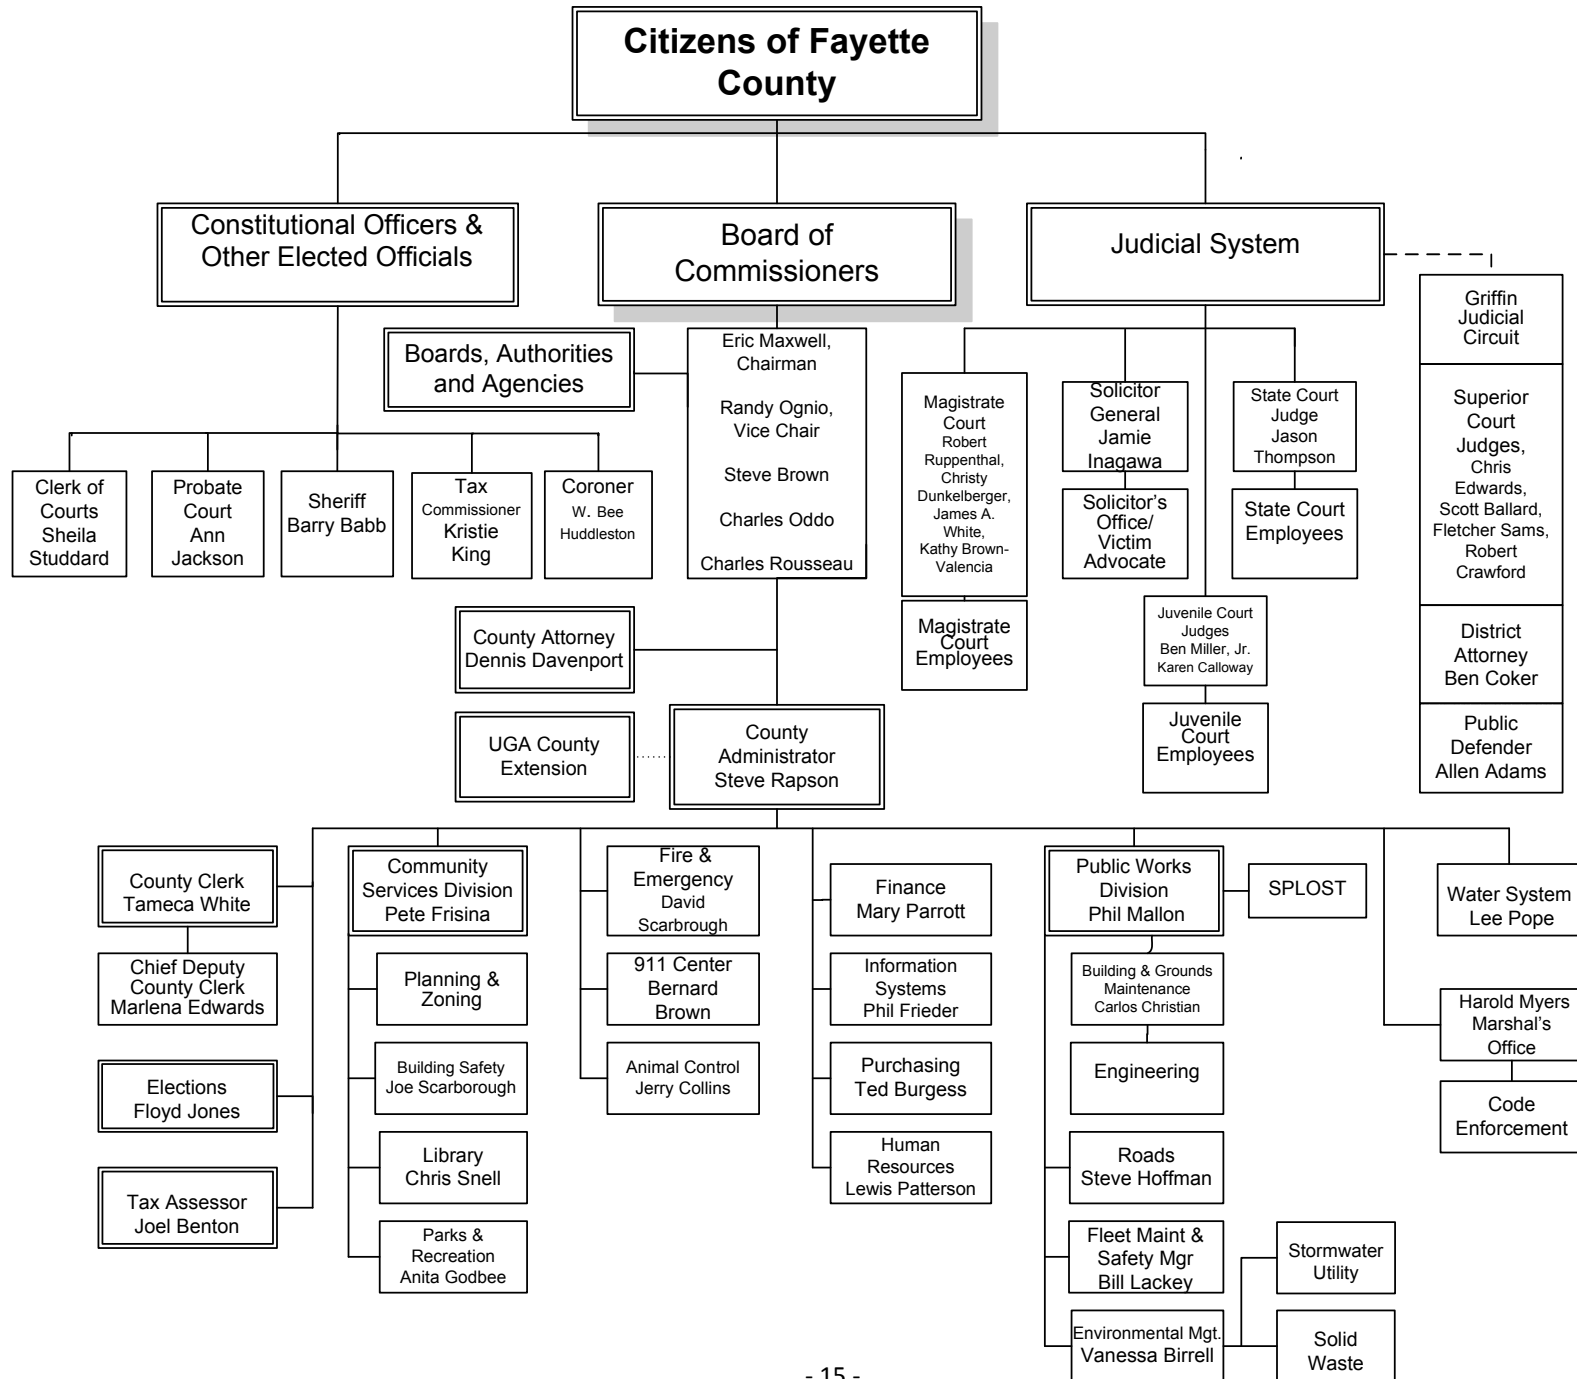 Citizens of Fayette
County
Constitutional Officers &
Other Elected Officials
Board of
Commissioners
Judicial System
Griffin
Judicial
Circuit
Boards, Authorities
and Agencies
Eric Maxwell,
Chairman
Randy Ognio,
Vice Chair
Steve Brown
Charles Oddo
Charles Rousseau
Clerk of
Courts
Sheila
Studdard
Probate
Court
Ann
Jackson
Sheriff
Barry Babb
Tax
Commissioner
Kristie
King
Coroner
W. Bee
Huddleston
Magistrate
Court
Robert
Ruppenthal,
Christy
Dunkelberger,
James A.
White,
Kathy Brown-
Valencia
Magistrate
Court
Employees
Solicitor
General
Jamie
Inagawa
Solicitor's
Office/
Victim
Advocate
State Court
Judge
Jason
Thompson
State Court
Employees
Juvenile Court
Judges
Ben Miller, Jr.
Karen Calloway
Juvenile
Court
Employees
Superior
Court
Judges,
Chris
Edwards,
Scott Ballard,
Fletcher Sams,
Robert
Crawford
District
Attorney
Ben Coker
Public
Defender
Allen Adams
County Attorney
Dennis Davenport
UGA County
Extension
County
Administrator
Steve Rapson
County Clerk
Tameca White
Chief Deputy
County Clerk
Marlena Edwards
Elections
Floyd Jones
Tax Assessor
Joel Benton
Community
Services Division
Pete Frisina
Planning &
Zoning
Building Safety
Joe Scarborough
Library
Chris Snell
Parks &
Recreation
Anita Godbee
Fire &
Emergency
David
Scarbrough
911 Center
Bernard
Brown
Animal Control
Jerry Collins
Finance
Mary Parrott
Information
Systems
Phil Frieder
Purchasing
Ted Burgess
Human
Resources
Lewis Patterson
Public Works
Division
Phil Mallon
SPLOST
Building & Grounds
Maintenance
Carlos Christian
Engineering
Roads
Steve Hoffman
Fleet Maint &
Safety Mgr
Bill Lackey
Environmental Mgt.
Vanessa Birrell
Stormwater
Utility
Solid
Waste
Water System
Lee Pope
Harold Myers
Marshal's
Office
Code
Enforcement
- 15 -